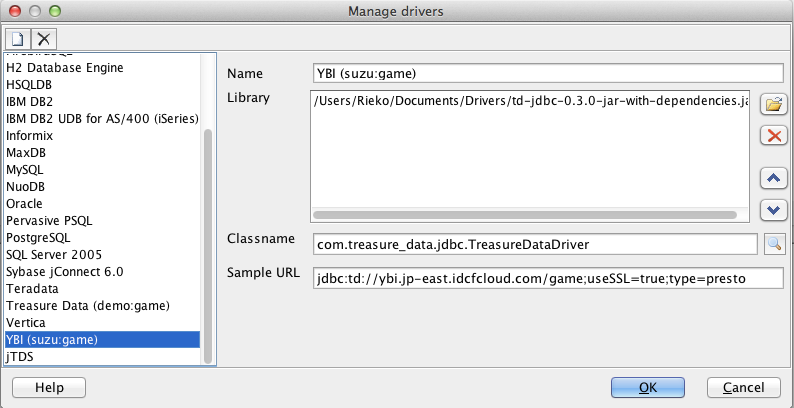 Manage drivers
H2 Database Engine
HSQLDB
IBM DB2
IBM DB2 UDB for AS/400 (iSeries)
Informix
MaxDB
MySQL
NuoDB
Oracle
Pervasive PSQL
PostgreSQL
SQL Server 2005
Sybase jConnect 6.0
Teradata
Treasure Data (demo:game)
Vertica
YBI (suzu:game)
jTDS
Name
YBI (suzu:game)
Library
/Users/Rieko/Documents/Drivers/td-jdbc-0.3.0-jar-with-dependencies.ja
Classname
com.treasure_data.jdbc.TreasureDataDriver
Sample URL
jdbc:td://ybi.jp-east.idcfcloud.com/game;useSSL=true;type=presto
Help
OK
Cancel